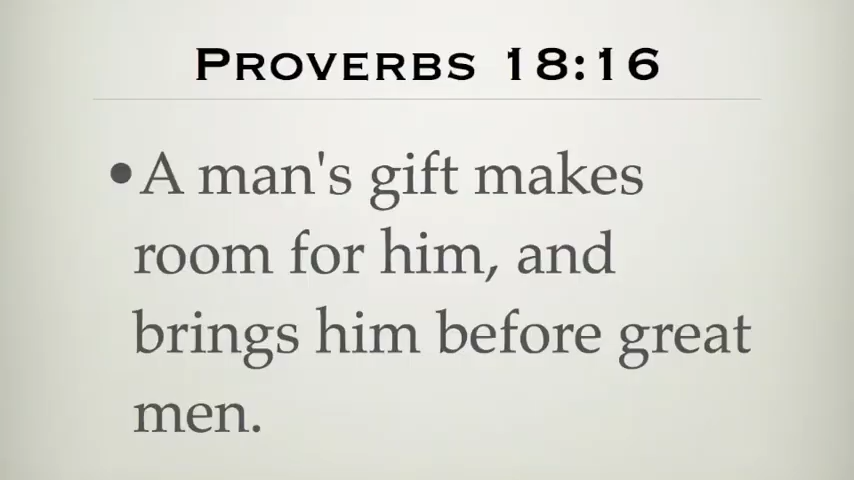 Proverbs 18:16
•A man's gift makes
room for him, and
brings him before great
men.